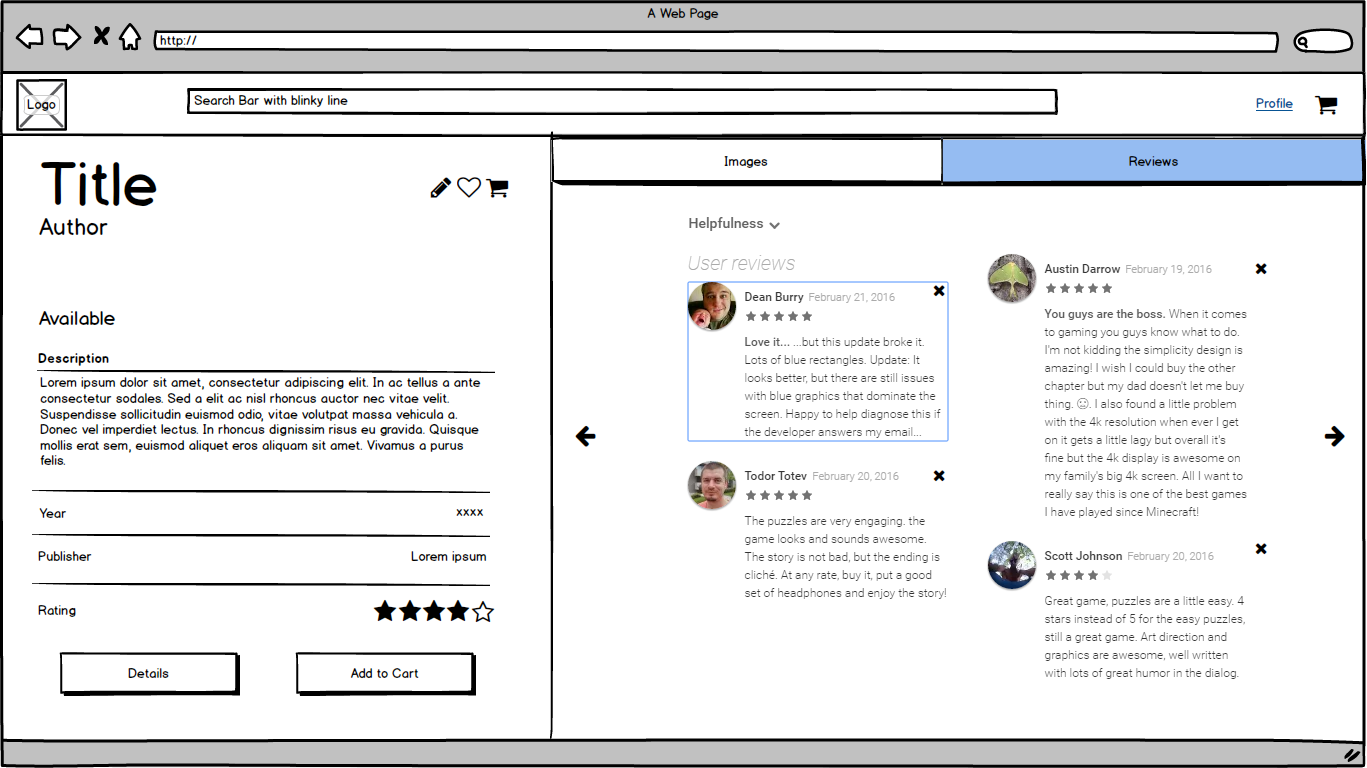 A Web Page
http://
Logo
Search Bar with blinky line
Profile
Title
Author
Available
Description
Lorem ipsum dolor sit amet, consectetur adipiscing elit. In ac tellus a ante
consectetur sodales. Sed a elit ac nisl rhoncus auctor nec vitae velit.
Suspendisse sollicitudin euismod odio, vitae volutpat massa vehicula a.
Donec vel imperdiet lectus. In rhoncus dignissim risus eu gravida. Quisque
mollis erat sem, euismod aliquet eros aliquam sit amet. Vivamus a purus
felis.
Year xxxx
Publisher Lorem ipsum
Rating
Details Add to Cart
Images Reviews
Helpfulness
User reviews
Dean Burry February 21, 2016
Love it... ...but this update broke it.
Lots of blue rectangles. Update: It
looks better, but there are still issues
with blue graphics that dominate the
screen. Happy to help diagnose this if
the developer answers my email...
Todor Totev February 20, 2016
The puzzles are very engaging. the
game looks and sounds awesome.
The story is not bad, but the ending is
cliché. At any rate, buy it, put a good
set of headphones and enjoy the story!
Austin Darrow February 19, 2016
You guys are the boss. When it comes
to gaming you guys know what to do.
I'm not kidding the simplicity design is
amazing! I wish I could buy the other
chapter but my dad doesn't let me buy
thing. 😐. I also found a little problem
with the 4k resolution when ever I get
on it gets a little lagy but overall it's
fine but the 4k display is awesome on
my family's big 4k screen. All I want to
really say this is one of the best games
I have played since Minecraft!
Scott Johnson February 20, 2016
Great game, puzzles are a little easy. 4
stars instead of 5 for the easy puzzles,
still a great game. Art direction and
graphics are awesome, well written
with lots of great humor in the dialog.